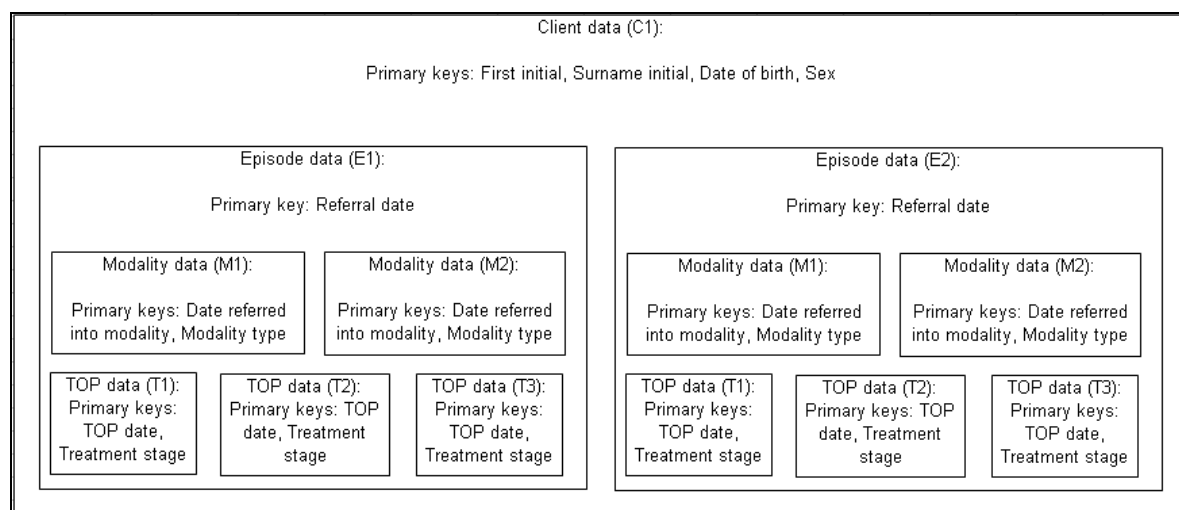 Client data (C1):
Primary keys: First initial, Surname initial, Date of birth, Sex
Episode data (E1):
Primary key: Referral date
Modality data (M1):
Primary keys: Date referred
into modality, Modality type
Modality data (M2):
Primary keys: Date referred
into modality, Modality type
TOP data (T1):
Primary keys:
TOP date,
Treatment stage
TOP data (T2):
Primary keys: TOP
date, Treatment
stage
TOP data (T3):
Primary keys:
TOP date,
Treatment stage
Episode data (E2):
Primary key: Referral date
Modality data (M1):
Primary keys: Date referred
into modality, Modality type
Modality data (M2):
Primary keys: Date referred
into modality, Modality type
TOP data (T1):
Primary keys:
TOP date,
Treatment stage
TOP data (T2):
Primary keys: TOP
date, Treatment
stage
TOP data (T3):
Primary keys:
TOP date,
Treatment stage